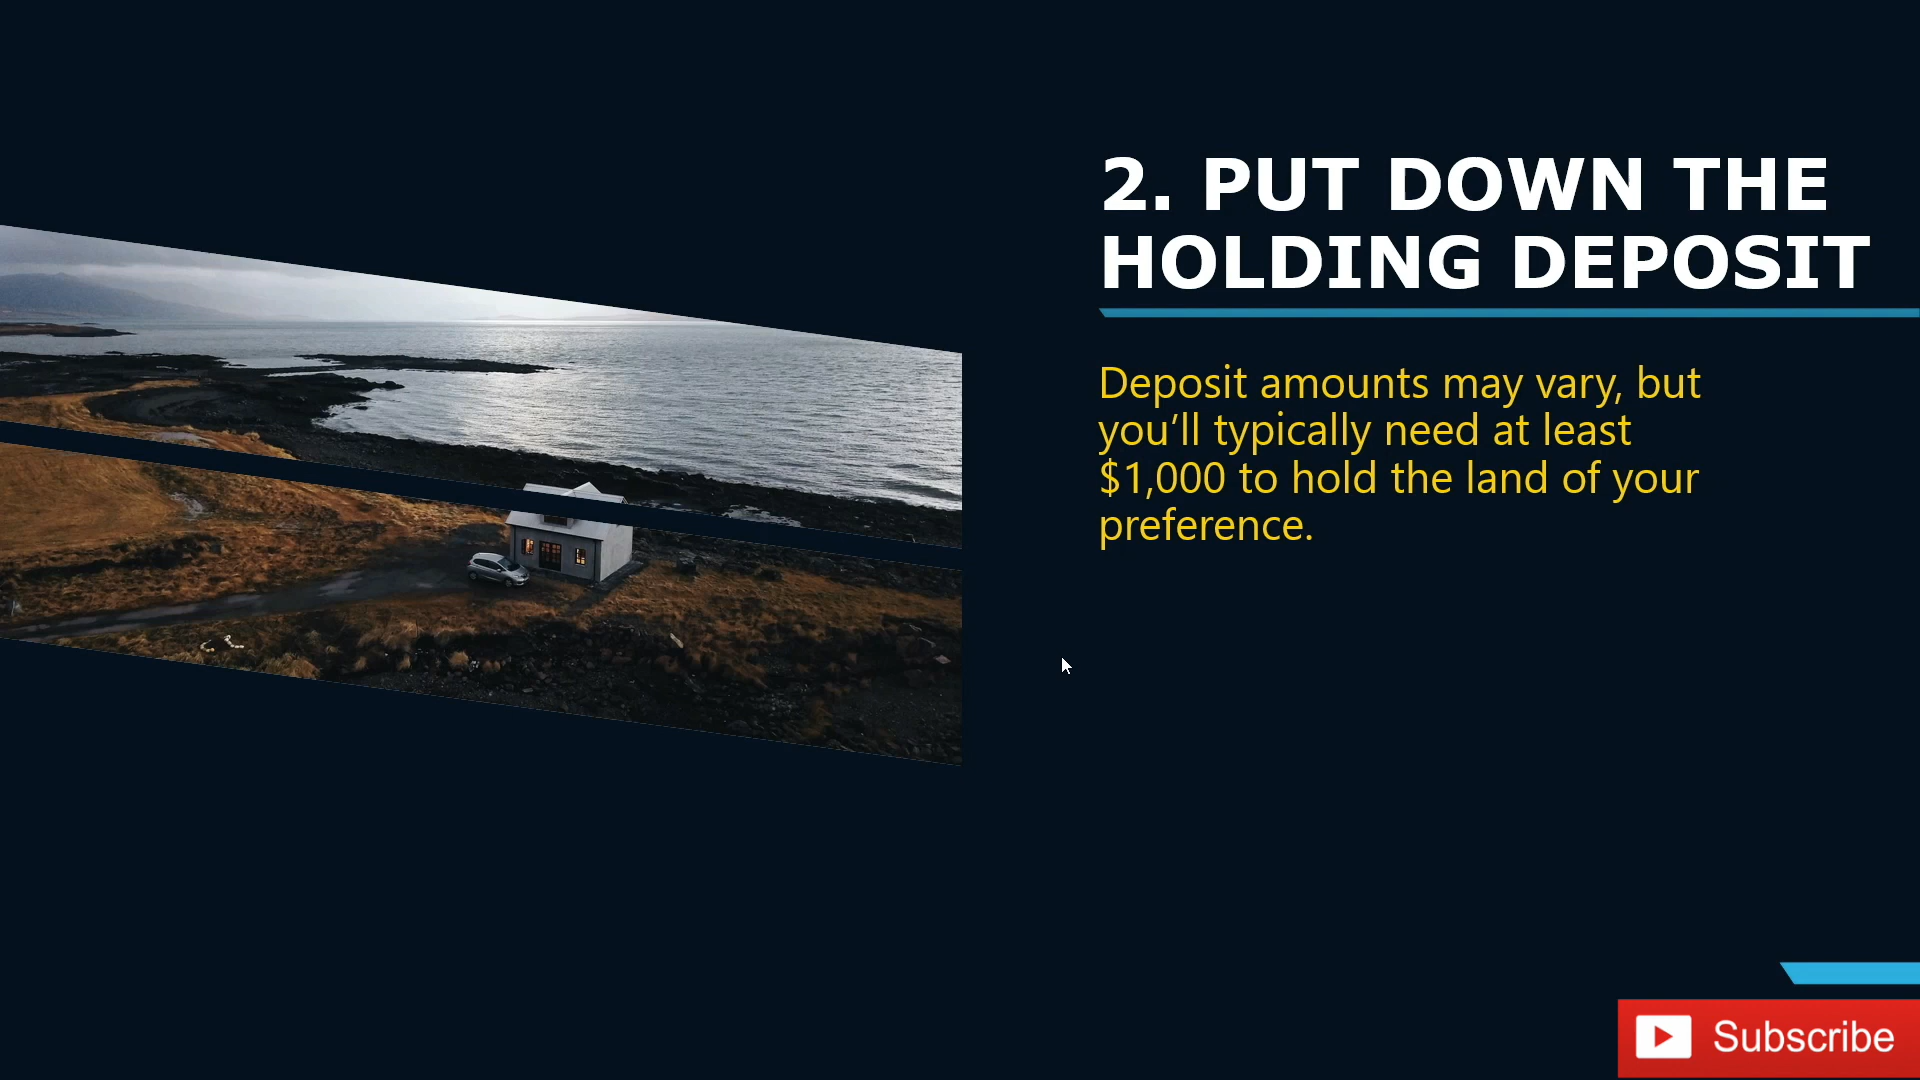 2. PUT DOWN THE
HOLDING DEPOSIT
Deposit amounts may vary, but
you’ll typically need at least
$1,000 to hold the land of your
preference.
Subscribe